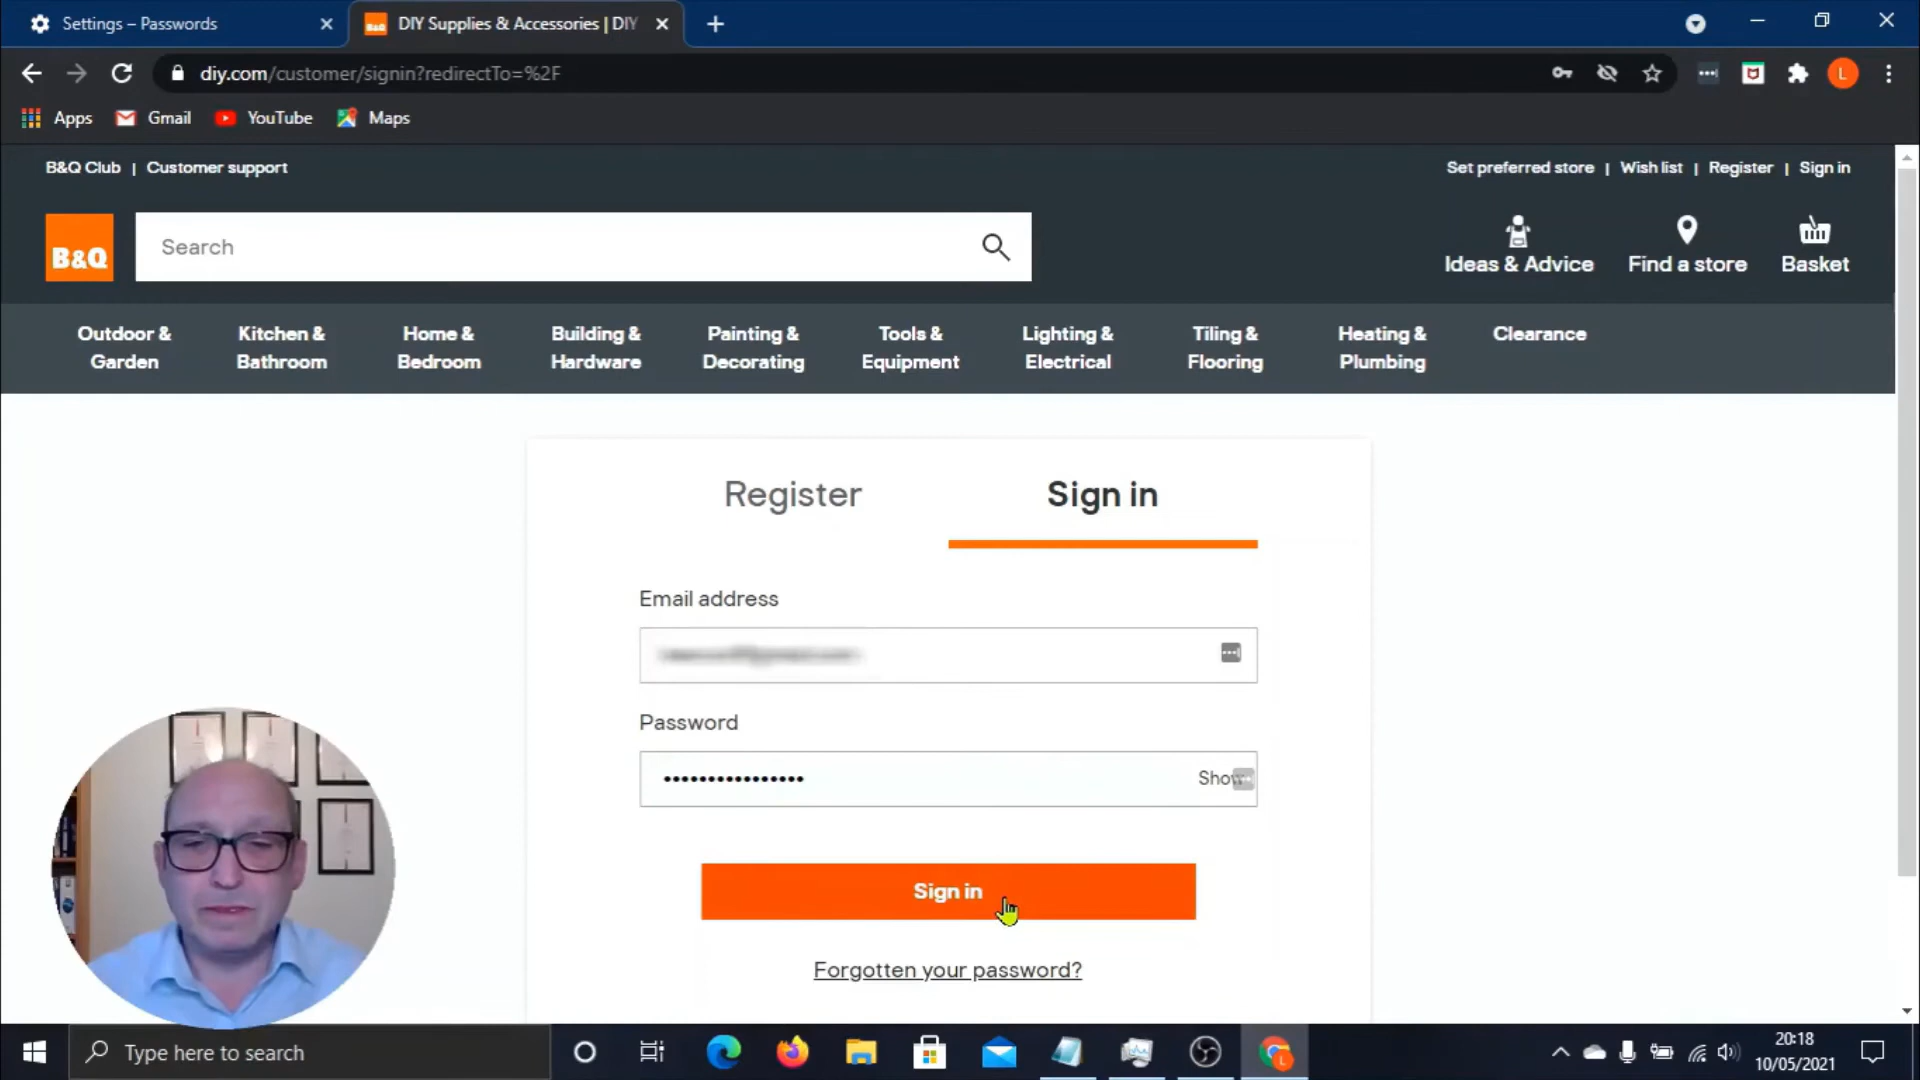 Settings – Passwords
DIY Supplies & Accessories | DIY
diy.com/customer/signin?redirectTo=%2F
L
Apps Gmail YouTube Maps
B&Q Club | Customer support
Set preferred store | Wish list | Register | Sign in
B&Q
Search
Ideas & Advice
Find a store
Basket
Outdoor &
Garden
Kitchen &
Bathroom
Home &
Bedroom
Building &
Hardware
Painting &
Decorating
Tools &
Equipment
Lighting &
Electrical
Tiling &
Flooring
Heating &
Plumbing
Clearance
Register
Sign in
Email address
Password
••••••••••••••••
Show
Sign in
Forgotten your password?
Type here to search
L
20:18
10/05/2021